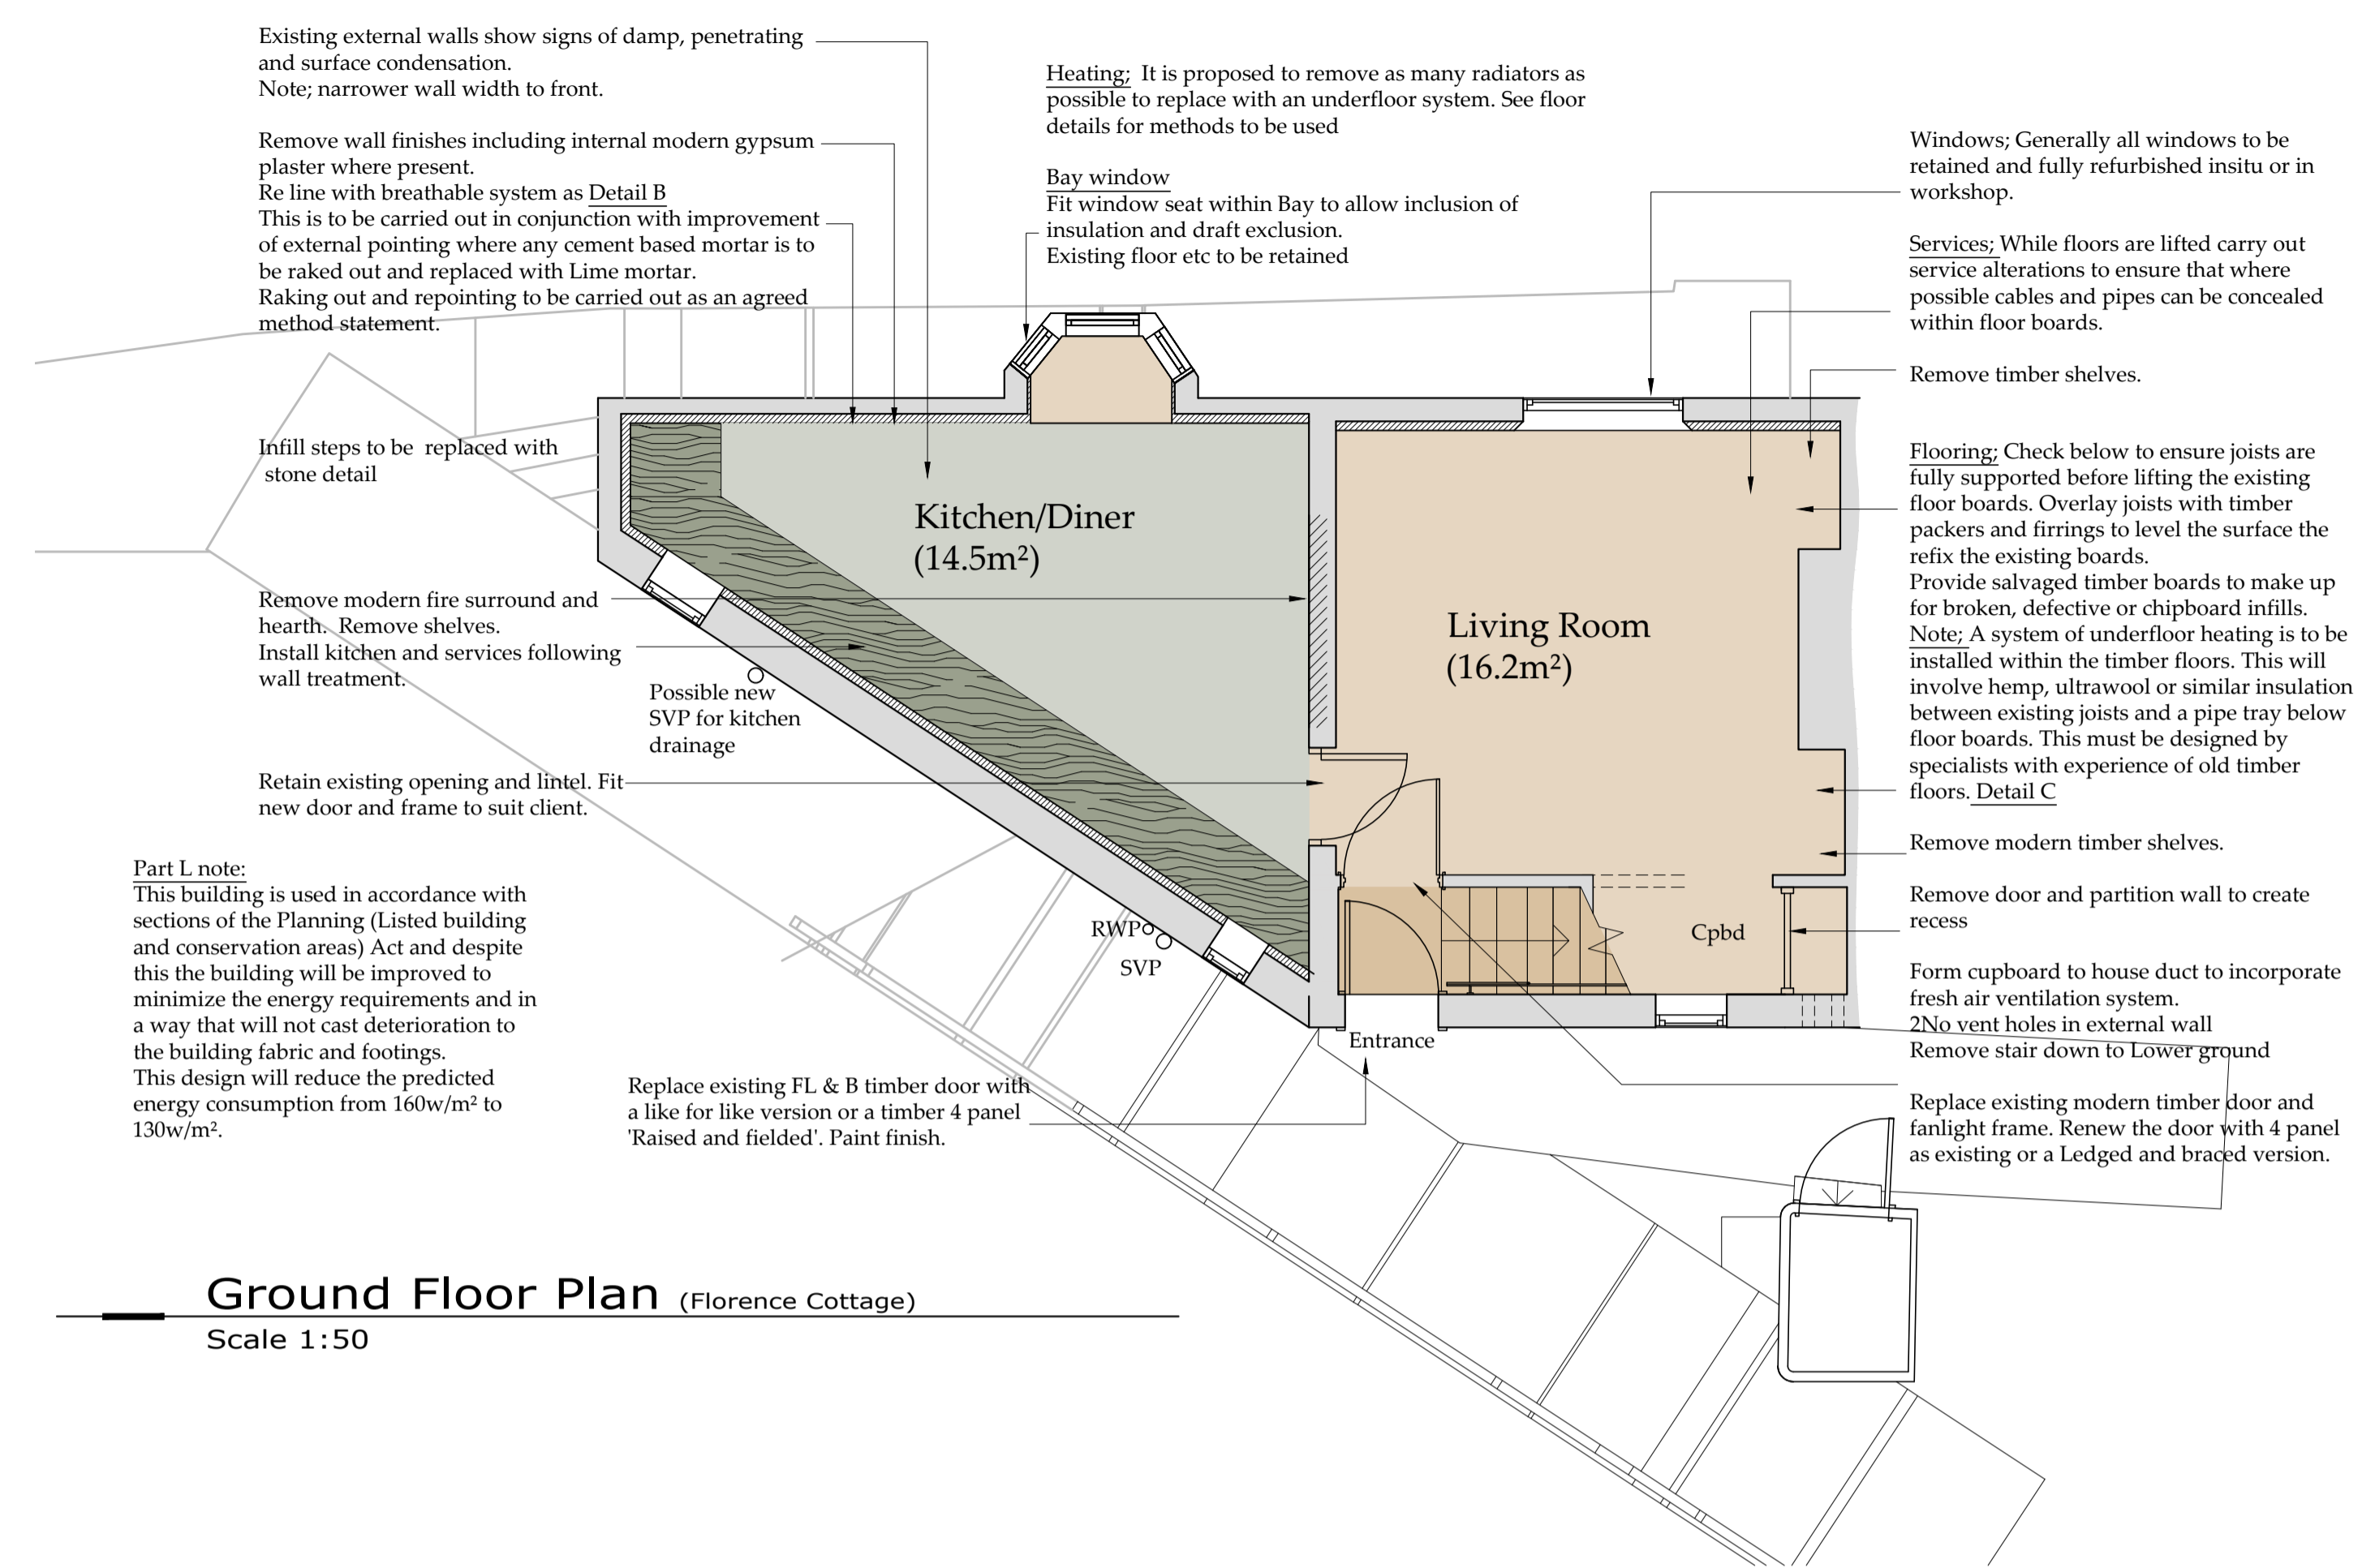 Existing external walls show signs of damp, penetrating
and surface condensation.
Note; narrower wall width to front.
Remove wall finishes including internal modern gypsum
plaster where present.
Re line with breathable system as Detail B
This is to be carried out in conjunction with improvement
of external pointing where any cement based mortar is to
be raked out and replaced with Lime mortar.
Raking out and repointing to be carried out as an agreed
method statement.
Heating; It is proposed to remove as many radiators as
possible to replace with an underfloor system. See floor
details for methods to be used
Bay window
Fit window seat within Bay to allow inclusion of
insulation and draft exclusion.
Existing floor etc to be retained
Windows; Generally all windows to be
retained and fully refurbished insitu or in
workshop.
Services; While floors are lifted carry out
service alterations to ensure that where
possible cables and pipes can be concealed
within floor boards.
Remove timber shelves.
Flooring; Check below to ensure joists are
fully supported before lifting the existing
floor boards. Overlay joists with timber
packers and firrings to level the surface the
refix the existing boards.
Provide salvaged timber boards to make up
for broken, defective or chipboard infills.
Note; A system of underfloor heating is to be
installed within the timber floors. This will
involve hemp, ultrawool or similar insulation
between existing joists and a pipe tray below
floor boards. This must be designed by
specialists with experience of old timber
floors. Detail C
Remove modern timber shelves.
Remove door and partition wall to create
recess
Form cupboard to house duct to incorporate
fresh air ventilation system.
2No vent holes in external wall
Remove stair down to Lower ground
Replace existing modern timber door and
fanlight frame. Renew the door with 4 panel
as existing or a Ledged and braced version.
Infill steps to be replaced with
stone detail
Kitchen/Diner
(14.5m²)
Living Room
(16.2m²)
Remove modern fire surround and
hearth. Remove shelves.
Install kitchen and services following
wall treatment.
Possible new
SVP for kitchen
drainage
Retain existing opening and lintel. Fit
new door and frame to suit client.
Part L note:
This building is used in accordance with
sections of the Planning (Listed building
and conservation areas) Act and despite
this the building will be improved to
minimize the energy requirements and in
a way that will not cast deterioration to
the building fabric and footings.
This design will reduce the predicted
energy consumption from 160w/m² to
130w/m².
RWP
SVP
Cpbd
Entrance
Replace existing FL & B timber door with
a like for like version or a timber 4 panel
'Raised and fielded'. Paint finish.
Ground Floor Plan (Florence Cottage)
Scale 1:50